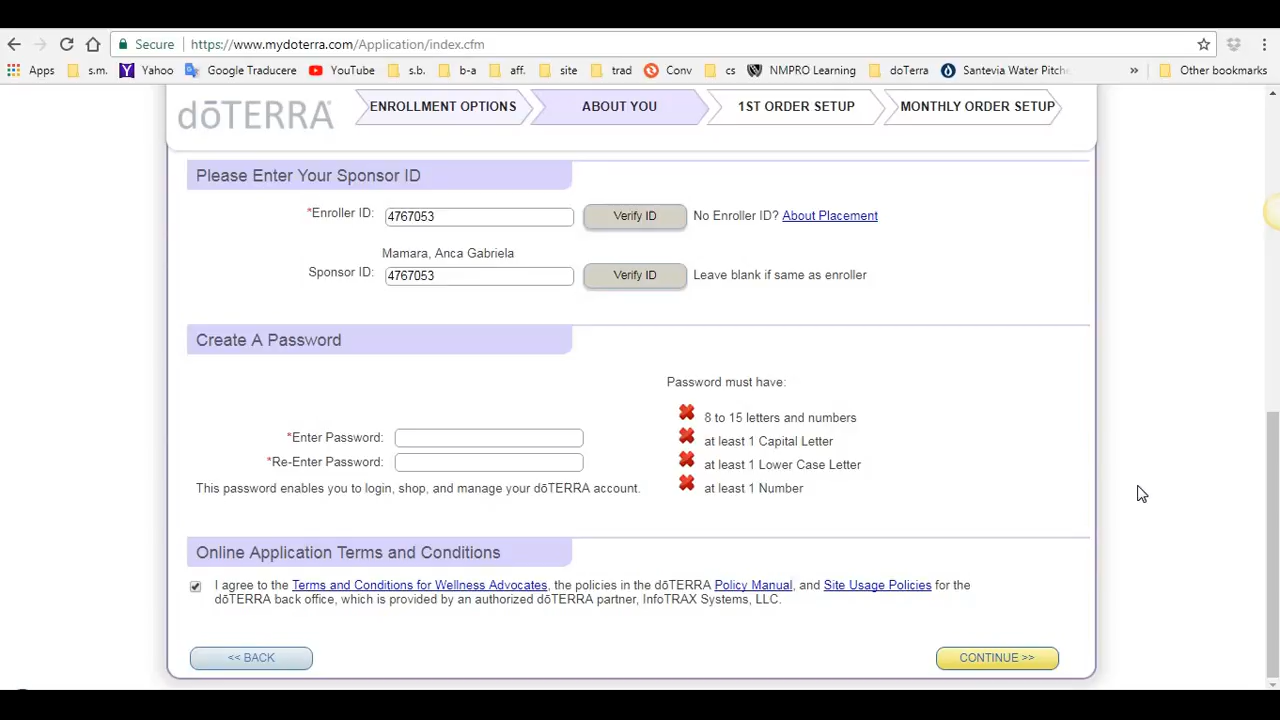 Secure
https://www.mydoterra.com/Application/index.cfm
Apps s.m. Yahoo Google Traducere YouTube s.b. b-a aff. site trad Conv cs NMPRO Learning doTerra Santevia Water Pitch » Other bookmarks
dōTERRA®
ENROLLMENT OPTIONS ABOUT YOU 1ST ORDER SETUP MONTHLY ORDER SETUP
Please Enter Your Sponsor ID
*Enroller ID: 4767053 Verify ID No Enroller ID? About Placement
Mamara, Anca Gabriela
Sponsor ID: 4767053 Verify ID Leave blank if same as enroller
Create A Password
Password must have:
8 to 15 letters and numbers
at least 1 Capital Letter
at least 1 Lower Case Letter
at least 1 Number
*Enter Password:
*Re-Enter Password:
This password enables you to login, shop, and manage your dōTERRA account.
Online Application Terms and Conditions
I agree to the Terms and Conditions for Wellness Advocates, the policies in the dōTERRA Policy Manual, and Site Usage Policies for the
dōTERRA back office, which is provided by an authorized dōTERRA partner, InfoTRAX Systems, LLC.
<< BACK
CONTINUE >>